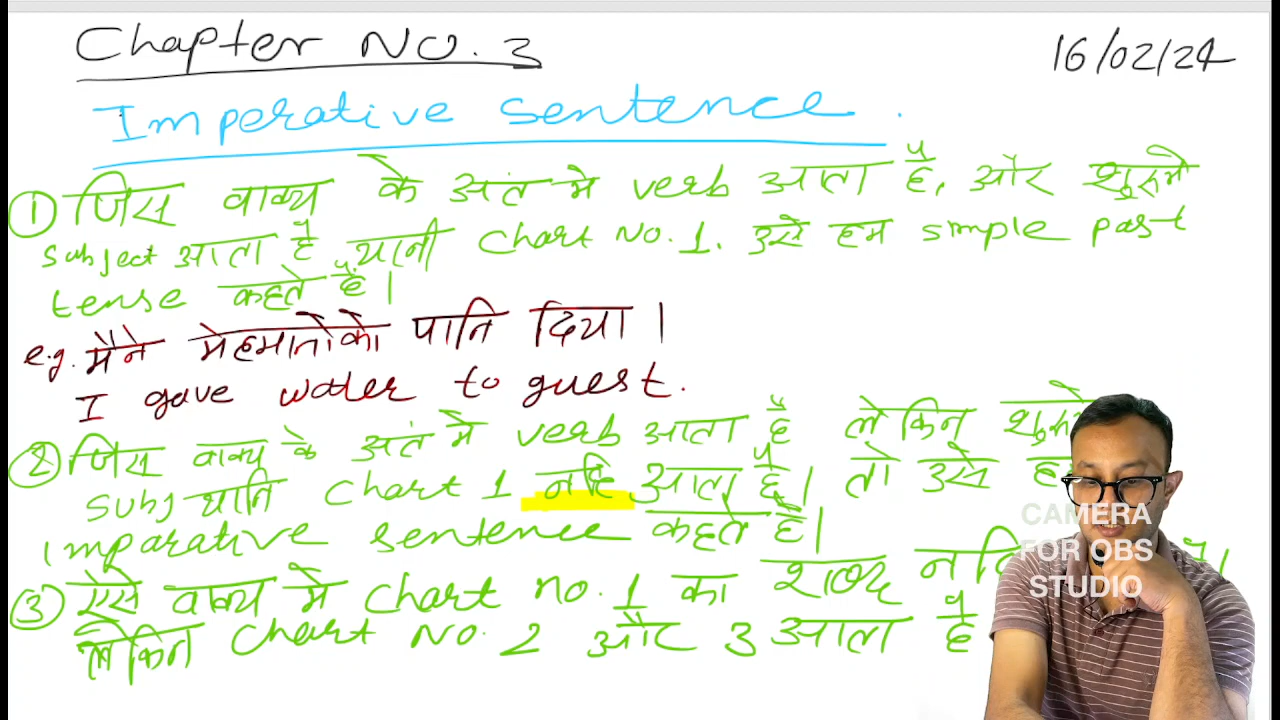 Chapter NO. 3
16/02/24
Imperative sentence.
① जिस वाक्य के अंत मे verb आता है, और शुरूमे
subject आता है यानी Chart No. 1. उसे हम simple past
tense कहते है।
e.g. मैने मेहमानोको पानि दिया।
I gave water to guest.
② जिस वाक्य के अंत मे verb आता है लेकिन शुरूमे
subj यानि Chart 1 नहि आता है। तो उसे
imparative sentence कहते है।
③ ऐसे वाक्य मे Chart no. 1 का शब्द
लेकिन Chart No. 2 और 3 आता है
CAMERA
FOR OBS
STUDIO